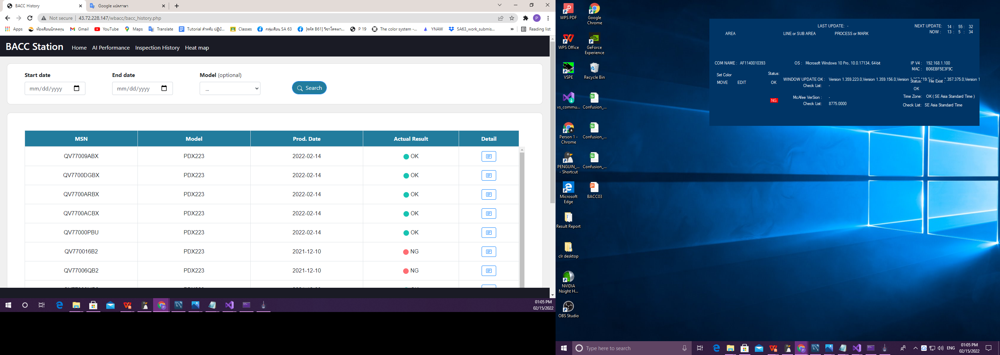 BACC History
Google แปลภาษา
Not secure
43.72.228.147/wbacc/bacc_history.php
P
Apps
ห้องเรียนนักลงทุน
Gmail
YouTube
Maps
Translate
Tutorial สำหรับ ปฏิบั...
Classes
กลุ่มเรียน SA 63
[รหัส B61] วิชาโครงงา...
P 19
The color system -...
YNAW
SA63_work_submis...
»
Reading list
BACC Station
Home
AI Performance
Inspection History
Heat map
Start date
End date
Model (optional)
mm/dd/yyyy
mm/dd/yyyy
...
Search
MSN Model Prod. Date Actual Result Detail
QV77009ABX PDX223 2022-02-14 OK
QV7700DGBX PDX223 2022-02-14 OK
QV7700ARBX PDX223 2022-02-14 OK
QV7700ACBX PDX223 2022-02-14 OK
QV77000PBU PDX223 2022-02-14 OK
QV770016B2 PDX223 2021-12-10 NG
QV77006QB2 PDX223 2021-12-10 NG
01:05 PM
02/15/2022
WPS PDF
Google
Chrome
WPS Office
GeForce
Experience
VSPE
Recycle Bin
vs_commu...
Confusion_...
Person 1 -
Chrome
Confusion_...
PENGUIN_...
- Shortcut
Confusion_...
Microsoft
Edge
BACC03
Result Report
clr desktop
NVIDIA
Nsight H...
OBS Studio
LAST UPDATE: -
NEXT UPDATE: 14 : 55 : 32
NOW : 13 : 5 : 34
AREA
LINE or SUB AREA
PROCESS or MARK
COM NAME : AF1140010393
OS : Microsoft Windows 10 Pro, 10.0.17134, 64-bit
IP V4 : 192.168.1.100
MAC : B06EBF5E3F9C
Set Color
MOVE
EDIT
Status:
OK
WINDOW UPDATE OK : Version 1.359.223.0,Version 1.359.156.0,Version
Check List: -
Status:
File Exist :
1.357.375.0,Version 1
OK
NG
McAfee VerSion : -
Check List: 8775.0000
Time Zone: OK ( SE Asia Standard Time )
Check List: SE Asia Standard Time
Type here to search
ENG
01:05 PM
02/15/2022